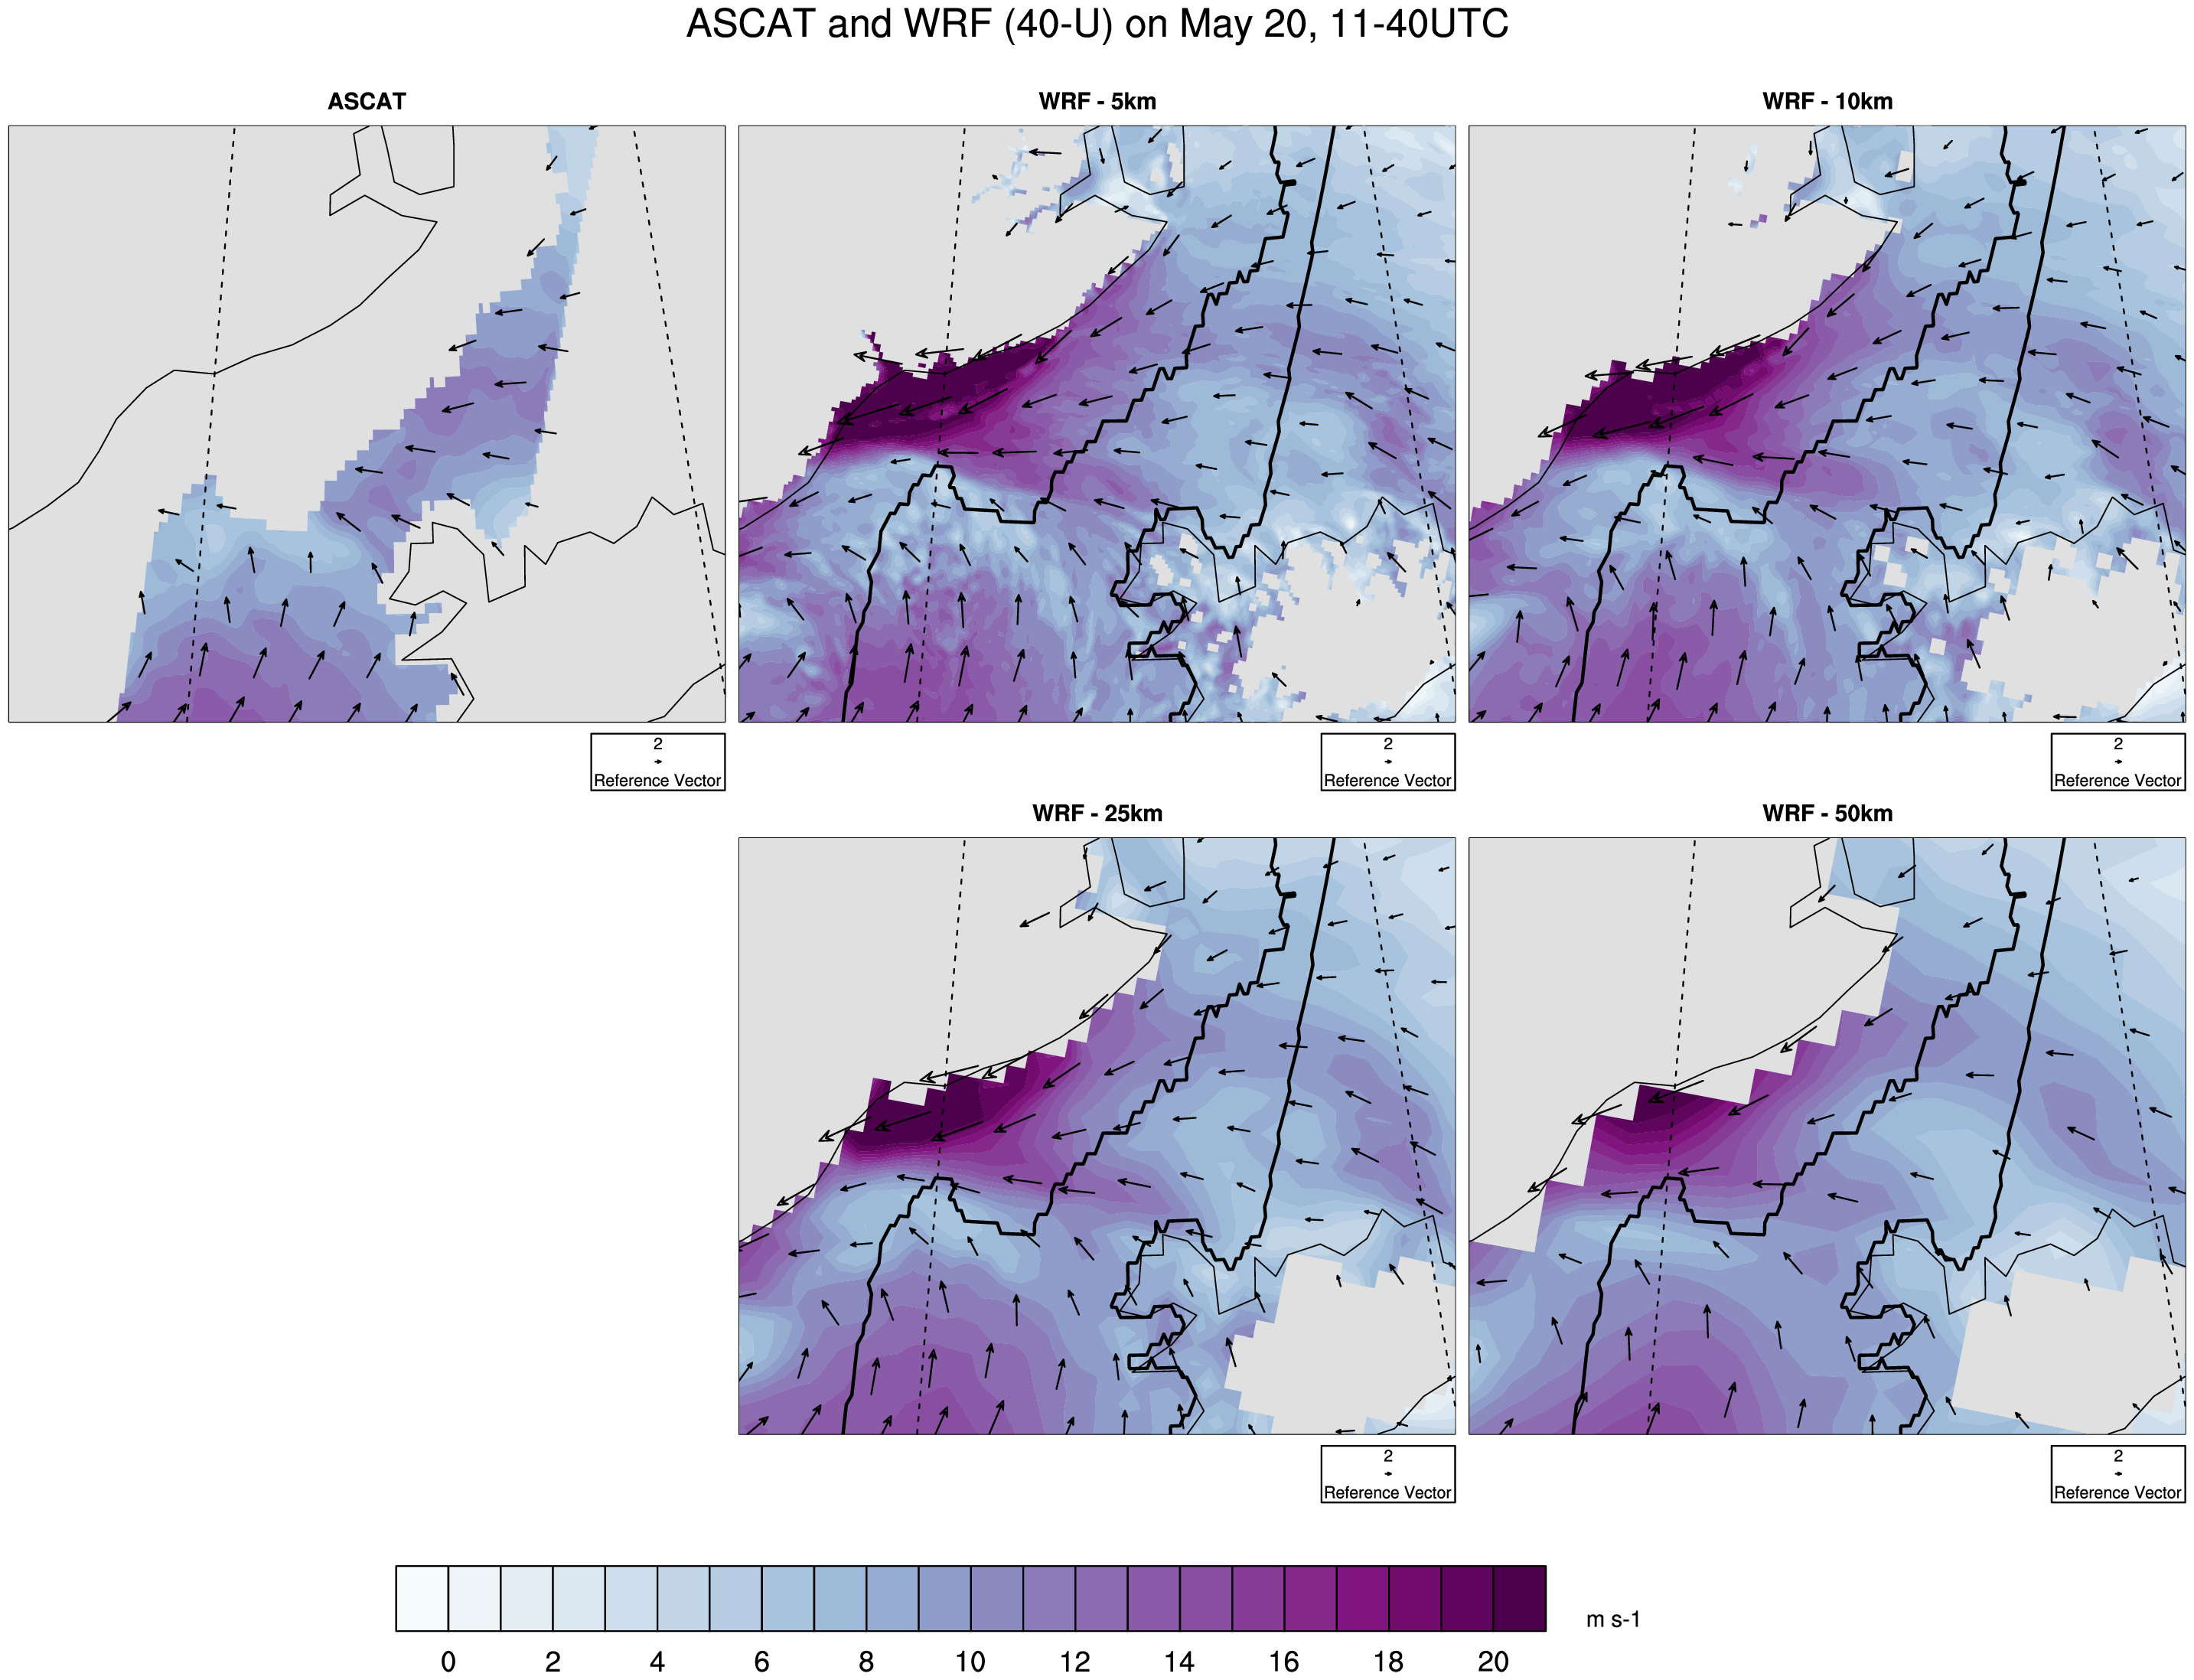 ASCAT and WRF (40-U) on May 20, 11-40UTC
ASCAT
WRF - 5km
WRF - 10km
2
Reference Vector
2
Reference Vector
2
Reference Vector
WRF - 25km
WRF - 50km
2
Reference Vector
2
Reference Vector
m s-1
0 2 4 6 8 10 12 14 16 18 20